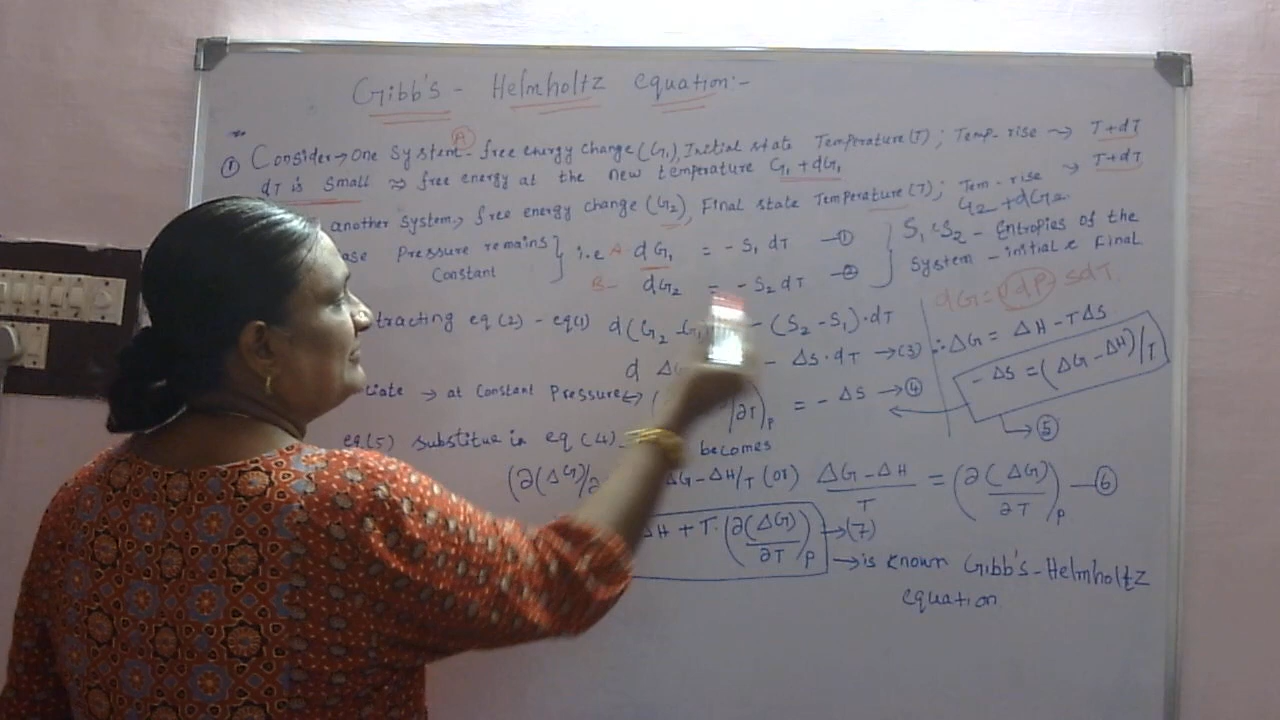 Gibb's - Helmholtz equation:-
① Consider → One System - free energy change (G₁), Initial state Temperature (T); Temp- rise → T+dT
A
dT is small ⇒ free energy at the new temperature G₁ + dG₁ → T+dT
another system, free energy change (G₂), Final state Temperature (T); Tem - rise
G₂ + dG₂
Pressure remains Constant } i.e A dG₁ = - S₁ dT —①
B- dG₂ = - S₂ dT —②
S₁ & S₂ - Entropies of the System - initial & Final
dG = VdP - SdT
tracting eq (2) - eq(1) d(G₂ - G₁) - (S₂ - S₁)·dT
d ΔG - ΔS·dT →(3)
∴ ΔG = ΔH - TΔS
- ΔS = (ΔG - ΔH)/T
→ ⑤
→ at Constant Pressure ∂T)p = - ΔS → ④
eq(5) substitue in eq (4) becomes
(∂(ΔG)/∂ ΔG - ΔH/T (or) ΔG - ΔH / T = (∂(ΔG)/∂T)p —⑥
ΔH + T·(∂(ΔG)/∂T)p →(7)
→ is known Gibb's - Helmholtz
equation